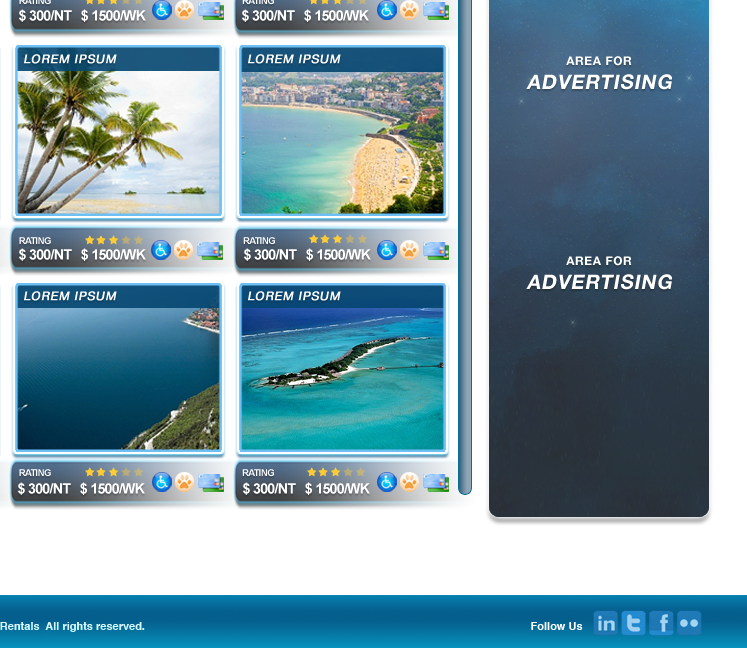 RATING
RATING
$ 300/NT $ 1500/WK
$ 300/NT $ 1500/WK
LOREM IPSUM
LOREM IPSUM
RATING
RATING
$ 300/NT $ 1500/WK
$ 300/NT $ 1500/WK
LOREM IPSUM
LOREM IPSUM
RATING
RATING
$ 300/NT $ 1500/WK
$ 300/NT $ 1500/WK
AREA FOR
ADVERTISING
AREA FOR
ADVERTISING
Rentals All rights reserved.
Follow Us
in t f